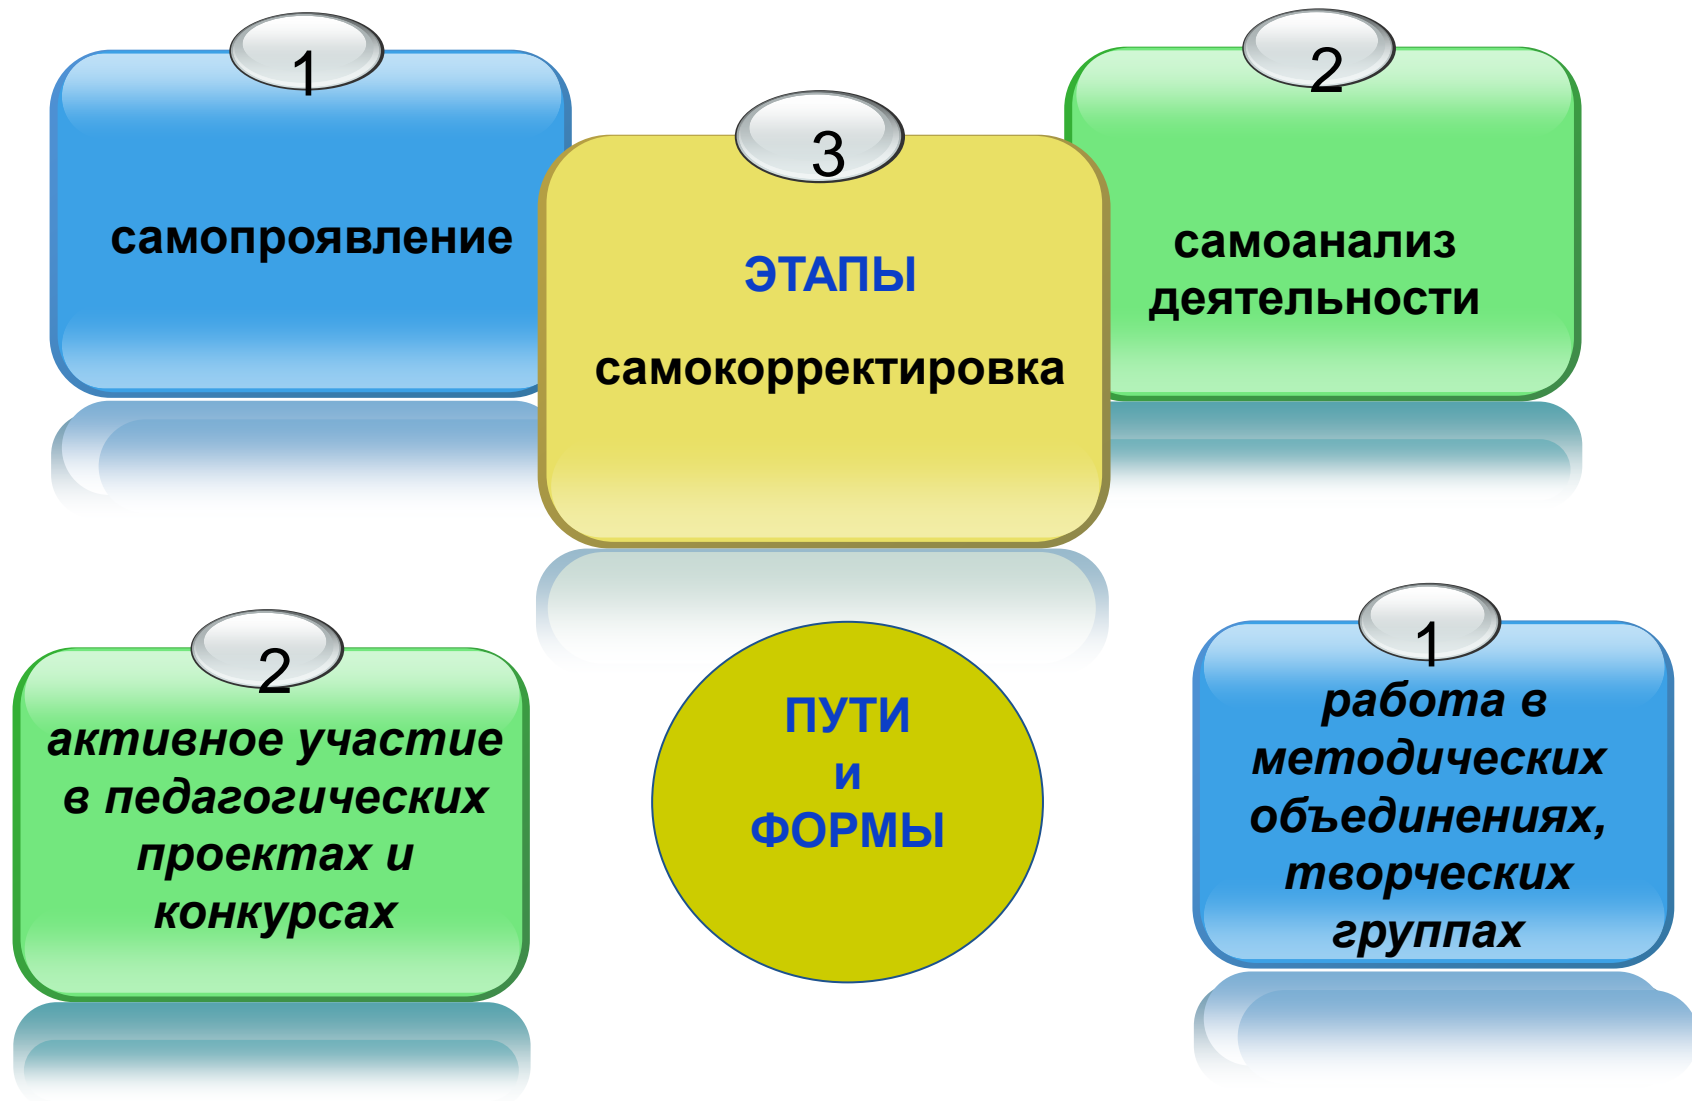 1
самопроявление
2
самоанализ
деятельности
3
ЭТАПЫ
самокорректировка
ПУТИ
и
ФОРМЫ
1
работа в
методических
объединениях,
творческих
группах
2
активное участие
в педагогических
проектах и
конкурсах